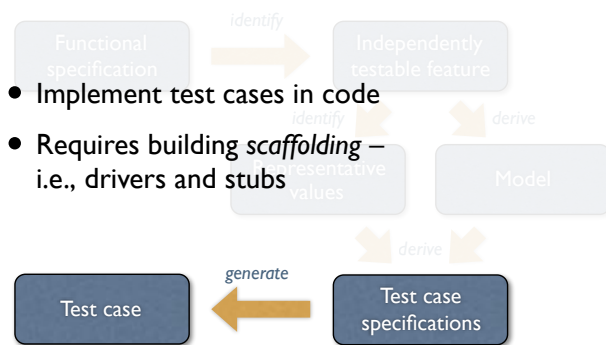 identify
Functional
specification
Independently
testable feature
• Implement test cases in code
identify
derive
• Requires building scaffolding –
i.e., drivers and stubs
Representative
values
Model
derive
generate
Test case
Test case
specifications